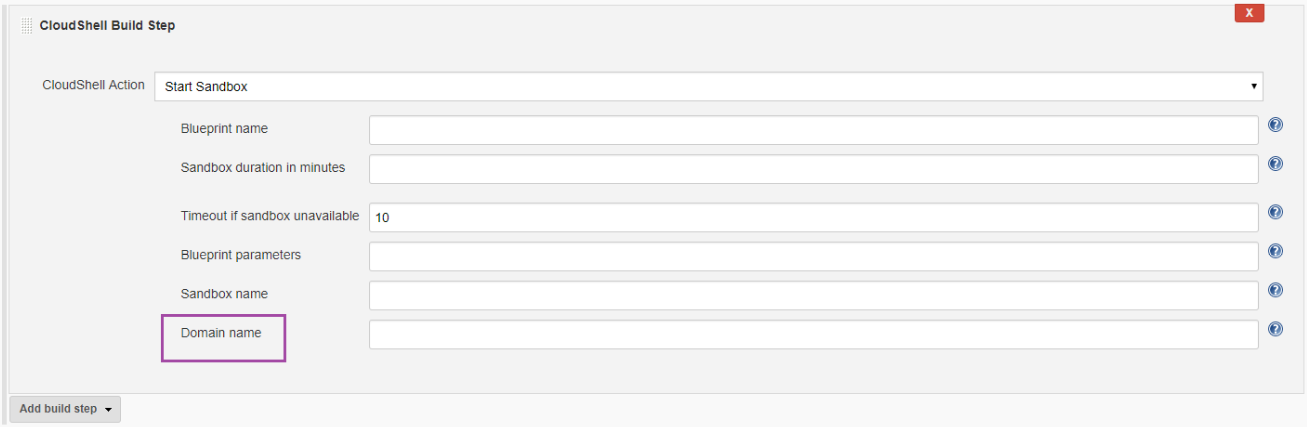 CloudShell Build Step
X
CloudShell Action
Start Sandbox
Blueprint name
Sandbox duration in minutes
Timeout if sandbox unavailable
10
Blueprint parameters
Sandbox name
Domain name
Add build step